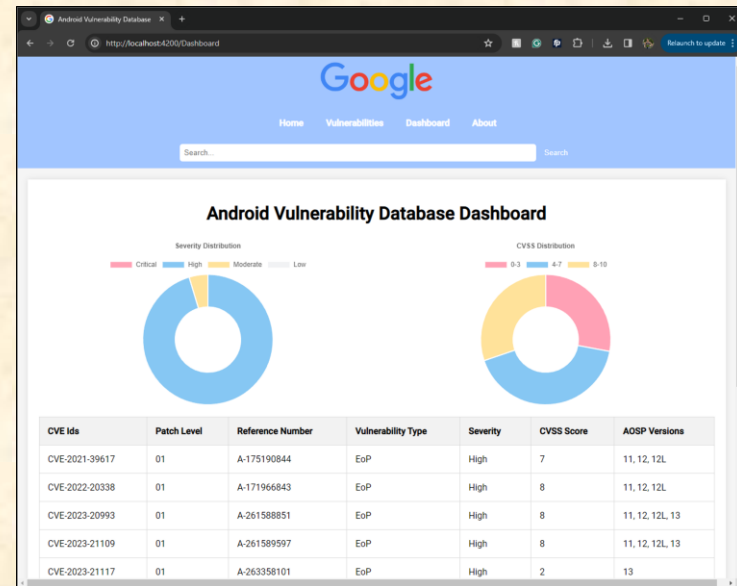 Android Vulnerability Database
http://localhost:4200/Dashboard
Relaunch to update
Google
Home Vulnerabilities Dashboard About
Search... Search
Android Vulnerability Database Dashboard
Severity Distribution
Critical High Moderate Low
CVSS Distribution
0-3 4-7 8-10
CVE Ids Patch Level Reference Number Vulnerability Type Severity CVSS Score AOSP Versions
CVE-2021-39617 01 A-175190844 EoP High 7 11, 12, 12L
CVE-2022-20338 01 A-171966843 EoP High 8 11, 12, 12L
CVE-2023-20993 01 A-261588851 EoP High 8 11, 12, 12L, 13
CVE-2023-21109 01 A-261589597 EoP High 8 11, 12, 12L, 13
CVE-2023-21117 01 A-263358101 EoP High 2 13